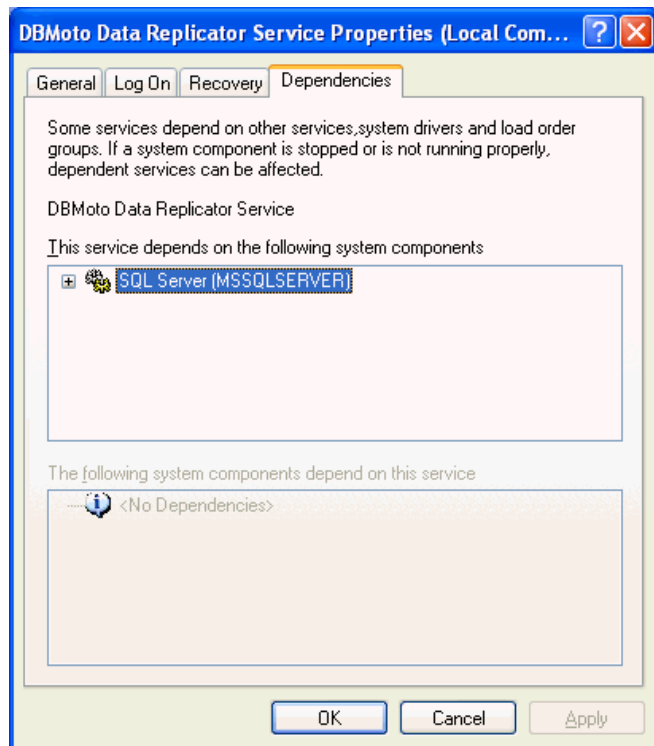 DBMoto Data Replicator Service Properties (Local Com...
General Log On Recovery Dependencies
Some services depend on other services,system drivers and load order
groups. If a system component is stopped or is not running properly,
dependent services can be affected.
DBMoto Data Replicator Service
This service depends on the following system components
SQL Server (MSSQLSERVER)
The following system components depend on this service
<No Dependencies>
OK Cancel Apply